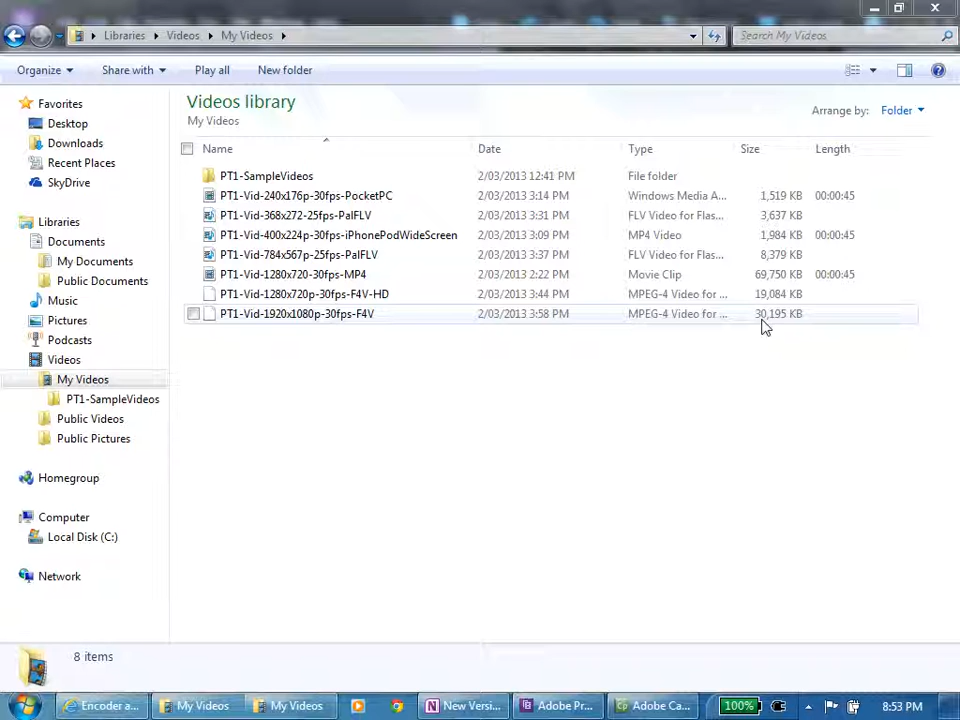 Libraries Videos My Videos Search My Videos
Organize Share with Play all New folder
Videos library
My Videos
Arrange by: Folder
Name Date Type Size Length
PT1-SampleVideos 2/03/2013 12:41 PM File folder
PT1-Vid-240x176p-30fps-PocketPC 2/03/2013 3:14 PM Windows Media A... 1,519 KB 00:00:45
PT1-Vid-368x272-25fps-PalFLV 2/03/2013 3:31 PM FLV Video for Flas... 3,637 KB
PT1-Vid-400x224p-30fps-iPhonePodWideScreen 2/03/2013 3:09 PM MP4 Video 1,984 KB 00:00:45
PT1-Vid-784x567p-25fps-PalFLV 2/03/2013 3:37 PM FLV Video for Flas... 8,379 KB
PT1-Vid-1280x720-30fps-MP4 2/03/2013 2:22 PM Movie Clip 69,750 KB 00:00:45
PT1-Vid-1280x720p-30fps-F4V-HD 2/03/2013 3:44 PM MPEG-4 Video for ... 19,084 KB
PT1-Vid-1920x1080p-30fps-F4V 2/03/2013 3:58 PM MPEG-4 Video for ... 30,195 KB
Favorites
Desktop
Downloads
Recent Places
SkyDrive
Libraries
Documents
My Documents
Public Documents
Music
Pictures
Podcasts
Videos
My Videos
PT1-SampleVideos
Public Videos
Public Pictures
Homegroup
Computer
Local Disk (C:)
Network
8 items
Encoder a... My Videos My Videos New Versi... Adobe Pr... Adobe Ca... 100% 8:53 PM